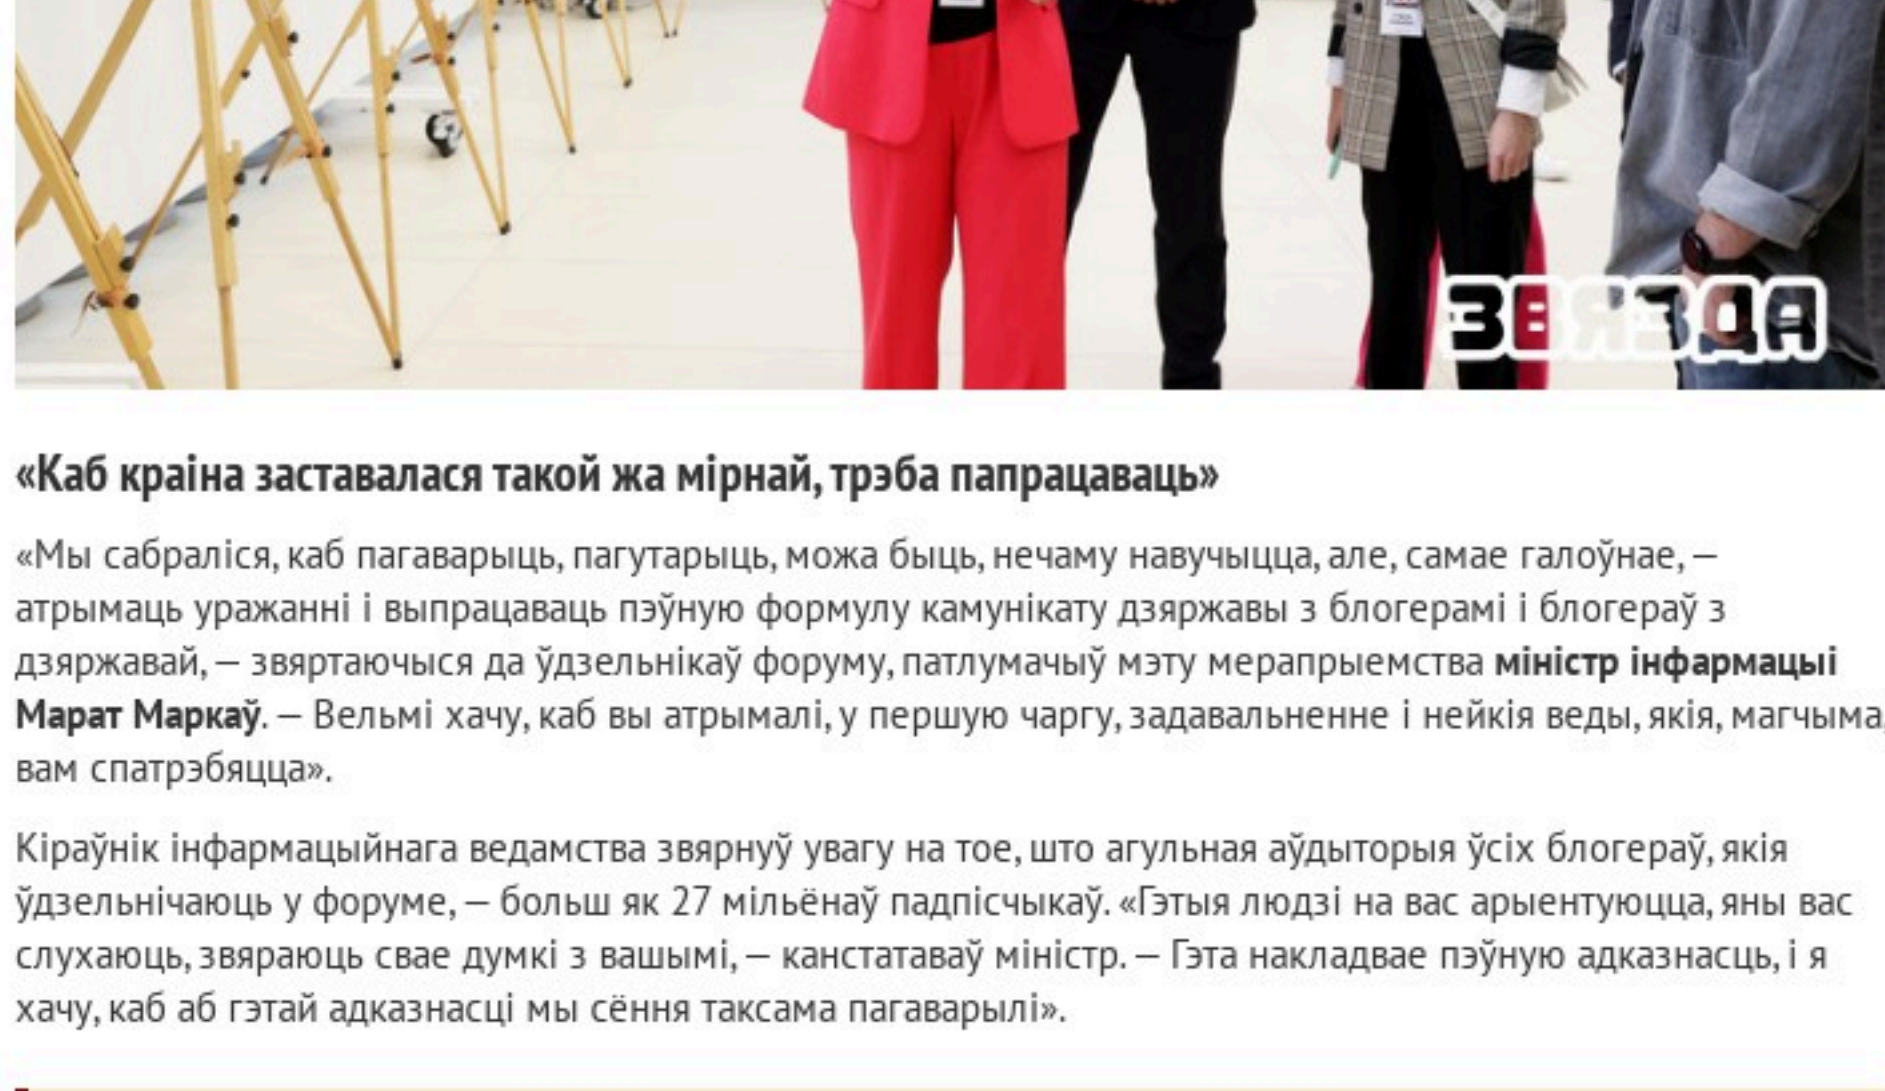 ЗВЯЗДА
«Каб краіна заставалася такой жа мірнай, трэба папрацаваць»
«Мы сабраліся, каб пагаварыць, пагутарыць, можа быць, нечаму навучыцца, але, самае галоўнае, —
атрымаць уражанні і выпрацаваць пэўную формулу камунікату дзяржавы з блогерамі і блогераў з
дзяржавай, — звяртаючыся да ўдзельнікаў форуму, патлумачыў мэту мерапрыемства міністр інфармацыі
Марат Маркаў. — Вельмі хачу, каб вы атрымалі, у першую чаргу, задавальненне і нейкія веды, якія, магчыма,
вам спатрэбяцца».
Кіраўнік інфармацыйнага ведамства звярнуў увагу на тое, што агульная аўдыторыя ўсіх блогераў, якія
ўдзельнічаюць у форуме, — больш як 27 мільёнаў падпісчыкаў. «Гэтыя людзі на вас арыентуюцца, яны вас
слухаюць, звяраюць свае думкі з вашымі, — канстатаваў міністр. — Гэта накладвае пэўную адказнасць, і я
хачу, каб аб гэтай адказнасці мы сёння таксама пагаварылі».